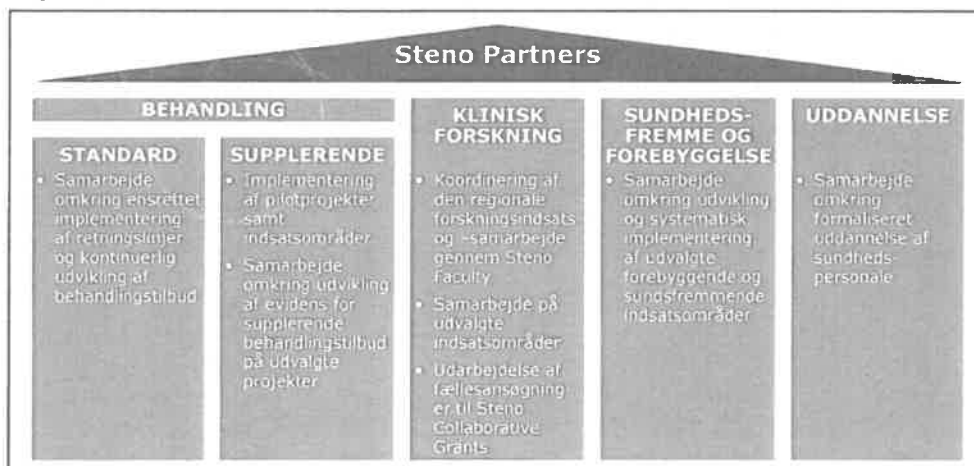 Steno Partners
BEHANDLING
STANDARD
• Samarbejde
omkring ensrettet
implementering
af retningslinjer
og kontinuerlig
udvikling af
behandlingstilbud
SUPPLERENDE
• Implementering
af pilotprojekter
samt
indsatsområder
• Samarbejde
omkring udvikling
af evidens for
supplerende
behandlingstilbud
på udvalgte
projekter
KLINISK
FORSKNING
• Koordinering af
den regionale
forskningsindsats
og -samarbejde
gennem Steno
Faculty
• Samarbejde på
udvalgte
indsatsområder
• Udarbejdelse af
fællesansøgning
er til Steno
Collaborative
Grants
SUNDHEDS-
FREMME OG
FOREBYGGELSE
• Samarbejde
omkring udvikling
og systematisk
implementering
af udvalgte
forebyggende og
sundsfremmende
indsatsområder
UDDANNELSE
• Samarbejde
omkring
formaliseret
uddannelse af
sundheds-
personale